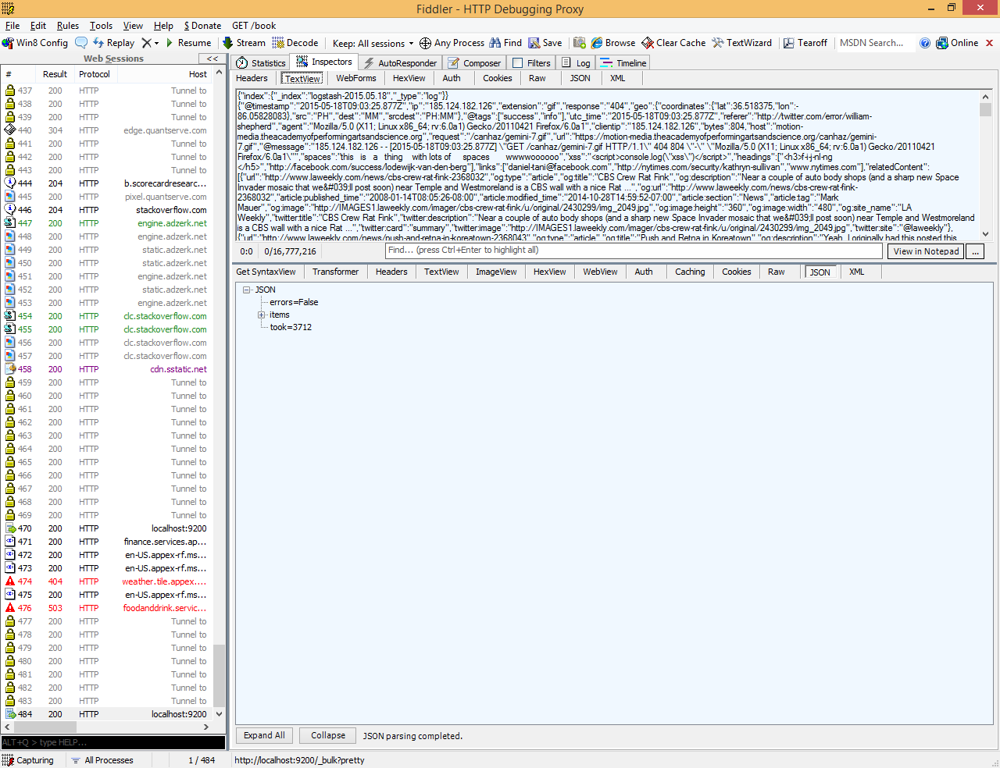 Fiddler - HTTP Debugging Proxy
File Edit Rules Tools View Help $ Donate GET /book
Win8 Config Replay Resume Stream Decode Keep: All sessions Any Process Find Save Browse Clear Cache TextWizard Tearoff MSDN Search... Online
Web Sessions <<
# Result Protocol Host
437 200 HTTP Tunnel to
438 200 HTTP Tunnel to
439 200 HTTP Tunnel to
440 304 HTTP edge.quantserve.com
441 200 HTTP Tunnel to
442 200 HTTP Tunnel to
443 200 HTTP Tunnel to
444 204 HTTP b.scorecardresearc...
445 200 HTTP pixel.quantserve.com
446 204 HTTP stackoverflow.com
447 200 HTTP engine.adzerk.net
448 200 HTTP engine.adzerk.net
449 200 HTTP static.adzerk.net
450 200 HTTP static.adzerk.net
451 200 HTTP engine.adzerk.net
452 200 HTTP static.adzerk.net
453 200 HTTP engine.adzerk.net
454 200 HTTP clc.stackoverflow.com
455 200 HTTP clc.stackoverflow.com
456 200 HTTP clc.stackoverflow.com
457 200 HTTP clc.stackoverflow.com
458 200 HTTP cdn.sstatic.net
459 200 HTTP Tunnel to
460 200 HTTP Tunnel to
461 200 HTTP Tunnel to
462 200 HTTP Tunnel to
463 200 HTTP Tunnel to
464 200 HTTP Tunnel to
465 200 HTTP Tunnel to
466 200 HTTP Tunnel to
467 200 HTTP Tunnel to
468 200 HTTP Tunnel to
469 200 HTTP Tunnel to
470 200 HTTP localhost:9200
471 200 HTTP finance.services.ap...
472 200 HTTP en-US.appex-rf.ms...
473 200 HTTP en-US.appex-rf.ms...
474 404 HTTP weather.tile.appex....
475 200 HTTP en-US.appex-rf.ms...
476 503 HTTP foodanddrink.servic...
477 200 HTTP Tunnel to
478 200 HTTP Tunnel to
479 200 HTTP Tunnel to
480 200 HTTP Tunnel to
481 200 HTTP Tunnel to
482 200 HTTP Tunnel to
483 200 HTTP Tunnel to
484 200 HTTP localhost:9200
ALT+Q > type HELP...
Statistics Inspectors AutoResponder Composer Filters Log Timeline
Headers TextView WebForms HexView Auth Cookies Raw JSON XML
{"index":{"_index":"logstash-2015.05.18","_type":"log"}}
{"@timestamp":"2015-05-18T09:03:25.877Z","ip":"185.124.182.126","extension":"gif","response":"404","geo":{"coordinates":{"lat":36.518375,"lon":-
86.05828083},"src":"PH","dest":"MM","srcdest":"PH:MM"},"@tags":["success","info"],"utc_time":"2015-05-18T09:03:25.877Z","referer":"http://twitter.com/error/william-
shepherd","agent":"Mozilla/5.0 (X11; Linux x86_64; rv:6.0a1) Gecko/20110421 Firefox/6.0a1","clientip":"185.124.182.126","bytes":804,"host":"motion-
media.theacademyofperformingartsandscience.org","request":"/canhaz/gemini-7.gif","url":"https://motion-media.theacademyofperformingartsandscience.org/canhaz/gemini-
7.gif","@message":"185.124.182.126 - - [2015-05-18T09:03:25.877Z] \"GET /canhaz/gemini-7.gif HTTP/1.1\" 404 804 \"-\" \"Mozilla/5.0 (X11; Linux x86_64; rv:6.0a1) Gecko/20110421
Firefox/6.0a1\"","spaces":"this is a thing with lots of spaces wwwwoooooo","xss":"<script>console.log(\"xss\")</script>","headings":["<h3>f-i-j-nl-ng
</h5>","http://facebook.com/success/lodewijk-van-den-berg"],"links":["daniel-tani@facebook.com","http://nytimes.com/security/kathryn-sullivan","www.nytimes.com"],"relatedContent":
[{"url":"http://www.laweekly.com/news/cbs-crew-rat-fink-2368032","og:type":"article","og:title":"CBS Crew Rat Fink","og:description":"Near a couple of auto body shops (and a sharp new Space
Invader mosaic that we&#039;ll post soon) near Temple and Westmoreland is a CBS wall with a nice Rat ...","og:url":"http://www.laweekly.com/news/cbs-crew-rat-fink-
2368032","article:published_time":"2008-01-14T08:05:26-08:00","article:modified_time":"2014-10-28T14:59:52-07:00","article:section":"News","article:tag":"Mark
Mauer","og:image":"http://IMAGES1.laweekly.com/imager/cbs-crew-rat-fink/u/original/2430299/img_2049.jpg","og:image:height":"360","og:image:width":"480","og:site_name":"LA
Weekly","twitter:title":"CBS Crew Rat Fink","twitter:description":"Near a couple of auto body shops (and a sharp new Space Invader mosaic that we&#039;ll post soon) near Temple and Westmoreland
is a CBS wall with a nice Rat ...","twitter:card":"summary","twitter:image":"http://IMAGES1.laweekly.com/imager/cbs-crew-rat-fink/u/original/2430299/img_2049.jpg","twitter:site":"@laweekly"},
{"url":"http://www.laweekly.com/news/push-and-retna-in-koreatown-2368043","og:type":"article","og:title":"Push and Retna in Koreatown","og:description":"Yeah, I originally had this posted this
0:0 0/16,777,216 Find... (press Ctrl+Enter to highlight all) View in Notepad ...
Get SyntaxView Transformer Headers TextView ImageView HexView WebView Auth Caching Cookies Raw JSON XML
JSON
errors=False
items
took=3712
Expand All Collapse JSON parsing completed.
Capturing All Processes 1 / 484 http://localhost:9200/_bulk?pretty